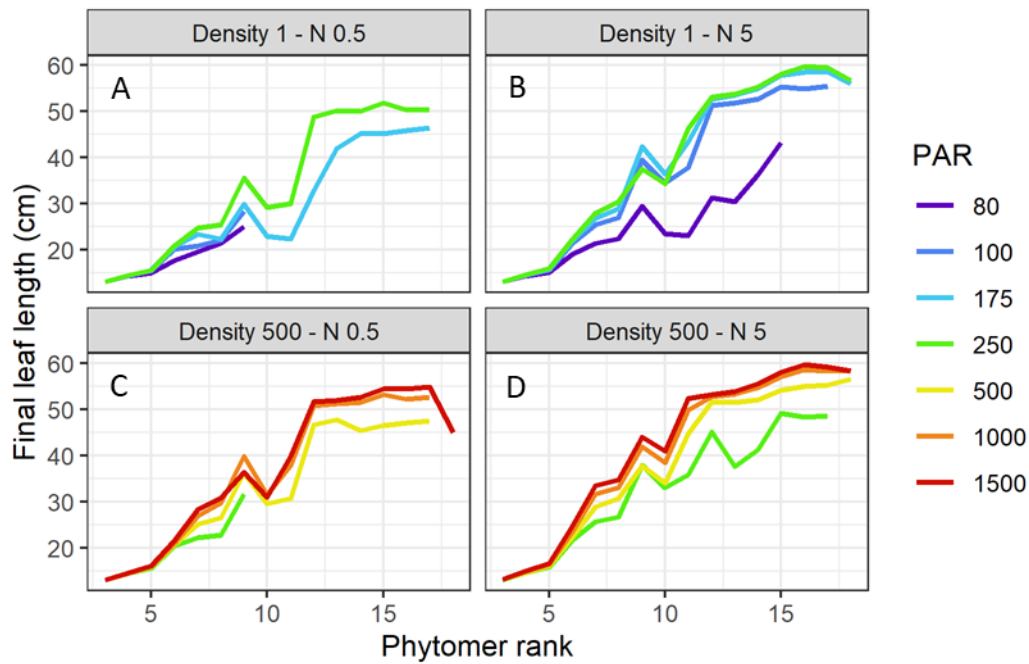 Density 1 - N 0.5
Density 1 - N 5
A
B
60
50
40
30
20
Density 500 - N 0.5
Density 500 - N 5
C
D
60
50
40
30
20
5
10
15
5
10
15
Phytomer rank
Final leaf length (cm)
PAR
80
100
175
250
500
1000
1500